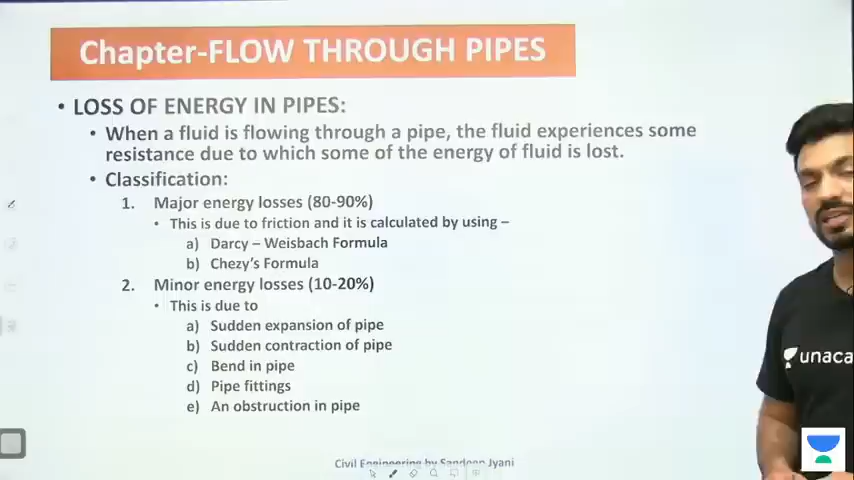 Chapter-FLOW THROUGH PIPES
• LOSS OF ENERGY IN PIPES:
• When a fluid is flowing through a pipe, the fluid experiences some
resistance due to which some of the energy of fluid is lost.
• Classification:
1. Major energy losses (80-90%)
• This is due to friction and it is calculated by using –
a) Darcy – Weisbach Formula
b) Chezy's Formula
2. Minor energy losses (10-20%)
• This is due to
a) Sudden expansion of pipe
b) Sudden contraction of pipe
c) Bend in pipe
d) Pipe fittings
e) An obstruction in pipe
unaca
Civil Engineering by Sandeep Jyani